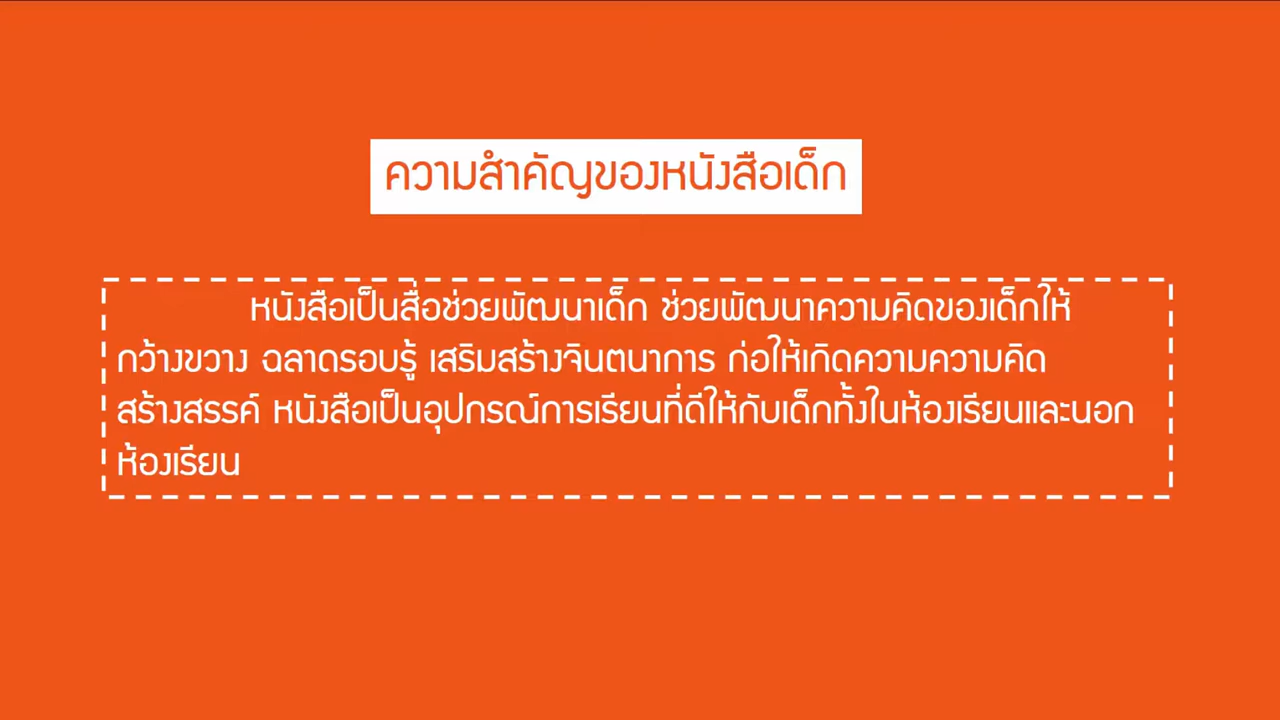 ความสำคัญของหนังสือเด็ก
หนังสือเป็นสื่อช่วยพัฒนาเด็ก ช่วยพัฒนาความคิดของเด็กให้
กว้างขวาง ฉลาดรอบรู้ เสริมสร้างจินตนาการ ก่อให้เกิดความความคิด
สร้างสรรค์ หนังสือเป็นอุปกรณ์การเรียนที่ดีให้กับเด็กทั้งในห้องเรียนและนอก
ห้องเรียน